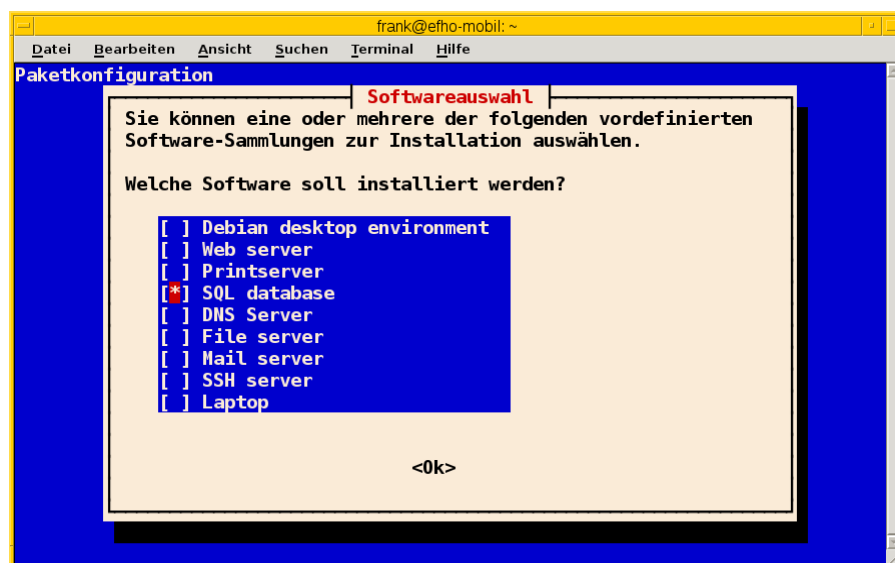 frank@efho-mobil: ~
Datei Bearbeiten Ansicht Suchen Terminal Hilfe
Paketkonfiguration
Softwareauswahl
Sie können eine oder mehrere der folgenden vordefinierten
Software-Sammlungen zur Installation auswählen.
Welche Software soll installiert werden?
[ ] Debian desktop environment
[ ] Web server
[ ] Printserver
[*] SQL database
[ ] DNS Server
[ ] File server
[ ] Mail server
[ ] SSH server
[ ] Laptop
<Ok>